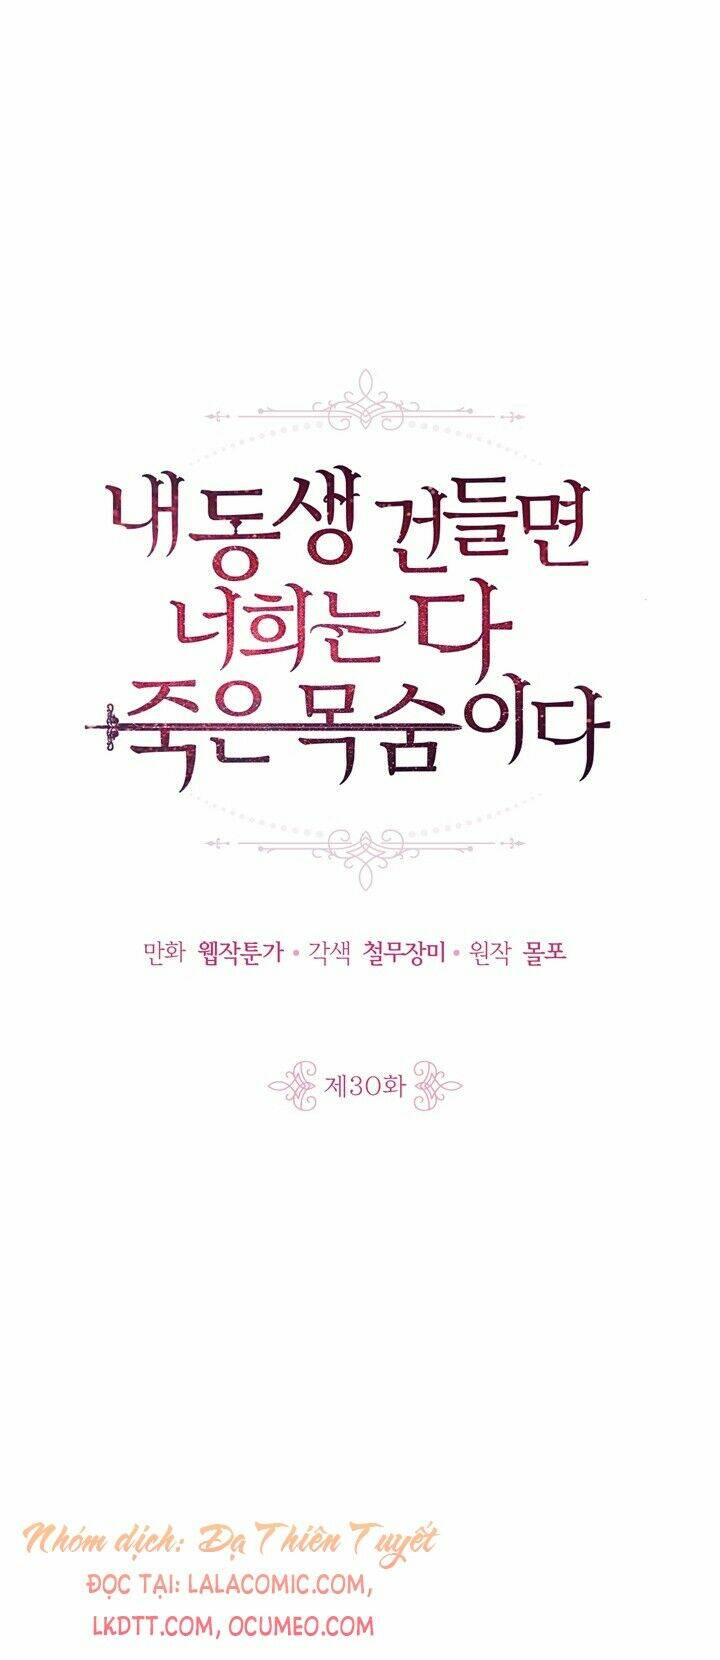 내 동생 건들면
너희는 다
죽은 목숨이다
만화 웹작툰가 • 각색 철무장미 • 원작 몰포
제30화
Nhóm dịch: Dạ Thiên Tuyết
ĐỌC TẠI: LALACOMIC.COM,
LKDTT.COM, OCUMEO.COM